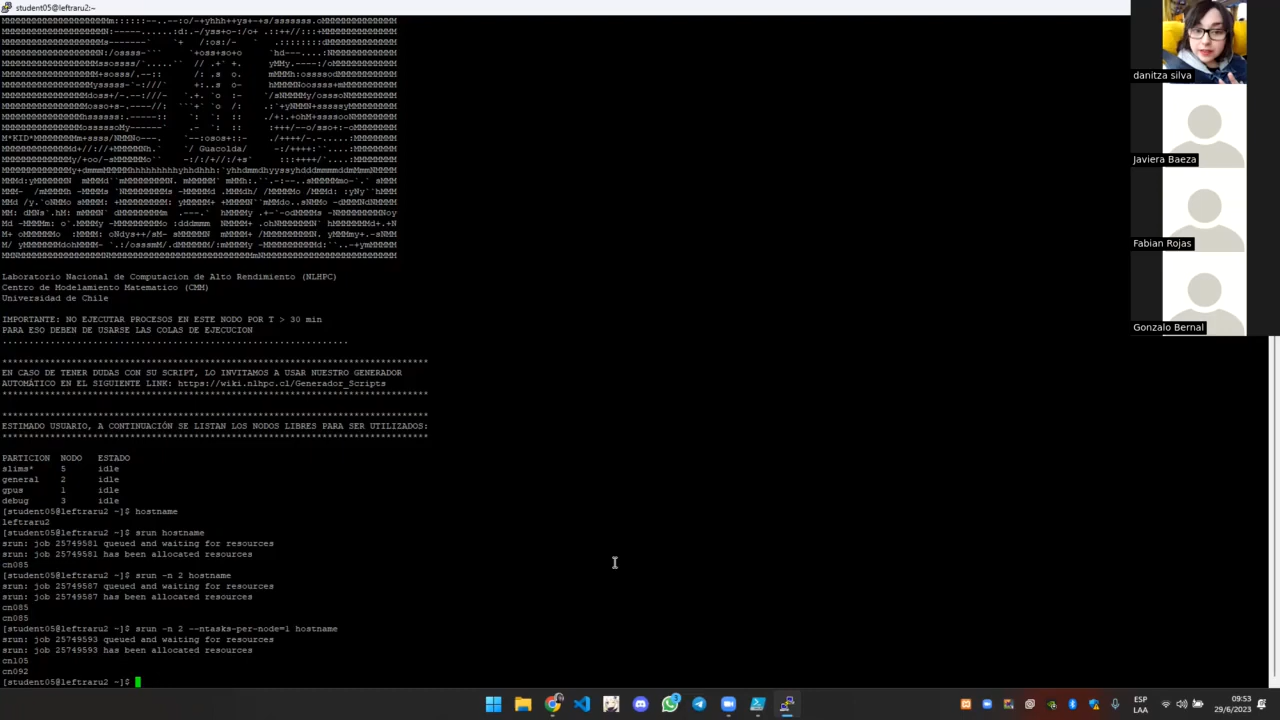 student05@leftraru2:~
M*KID*
/ Guacolda/
Laboratorio Nacional de Computacion de Alto Rendimiento (NLHPC)
Centro de Modelamiento Matematico (CMM)
Universidad de Chile
IMPORTANTE: NO EJECUTAR PROCESOS EN ESTE NODO POR T > 30 min
PARA ESO DEBEN DE USARSE LAS COLAS DE EJECUCION
.................................................................
********************************************************************************
EN CASO DE TENER DUDAS CON SU SCRIPT, LO INVITAMOS A USAR NUESTRO GENERADOR
AUTOMÁTICO EN EL SIGUIENTE LINK: https://wiki.nlhpc.cl/Generador_Scripts
********************************************************************************
********************************************************************************
ESTIMADO USUARIO, A CONTINUACIÓN SE LISTAN LOS NODOS LIBRES PARA SER UTILIZADOS:
********************************************************************************
PARTICION NODO ESTADO
slims* 5 idle
general 2 idle
gpus 1 idle
debug 3 idle
[student05@leftraru2 ~]$ hostname
leftraru2
[student05@leftraru2 ~]$ srun hostname
srun: job 25749581 queued and waiting for resources
srun: job 25749581 has been allocated resources
cn085
[student05@leftraru2 ~]$ srun -n 2 hostname
srun: job 25749587 queued and waiting for resources
srun: job 25749587 has been allocated resources
cn085
cn085
[student05@leftraru2 ~]$ srun -n 2 --ntasks-per-node=1 hostname
srun: job 25749593 queued and waiting for resources
srun: job 25749593 has been allocated resources
cn105
cn092
[student05@leftraru2 ~]$
danitza silva
Javiera Baeza
Fabian Rojas
Gonzalo Bernal
3
ESP
LAA
09:53
29/6/2023